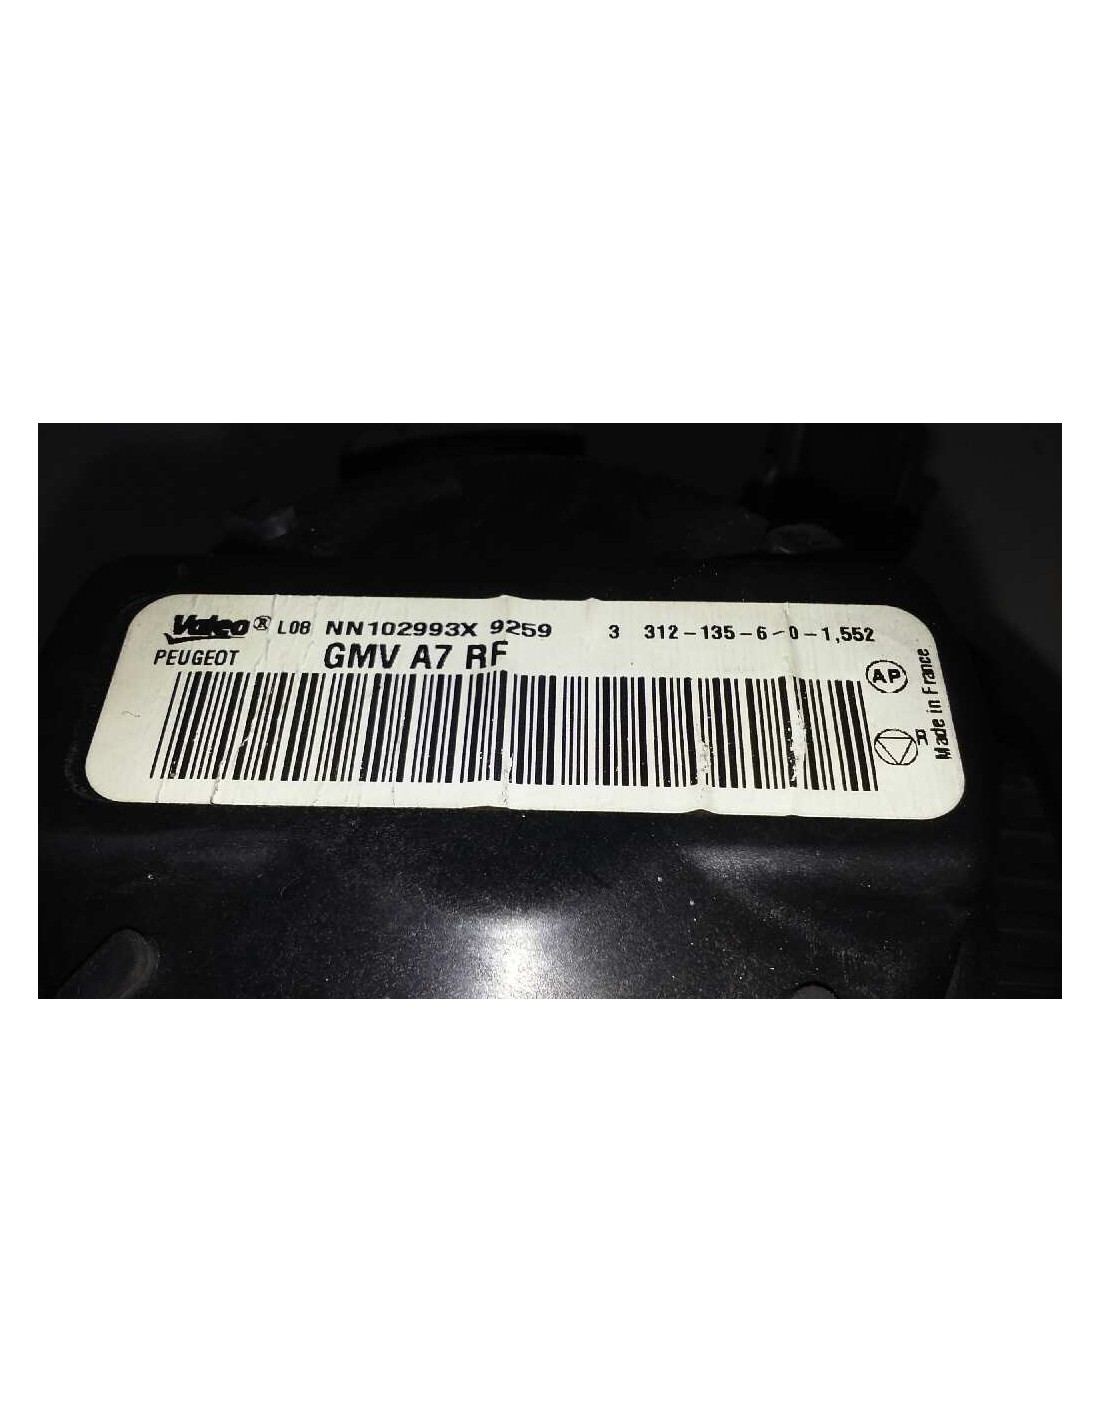 Valeo® L08 NN102993X 9259 3 312-135-6-0-1,552
PEUGEOT GMV A7 RF
AP
Made in France